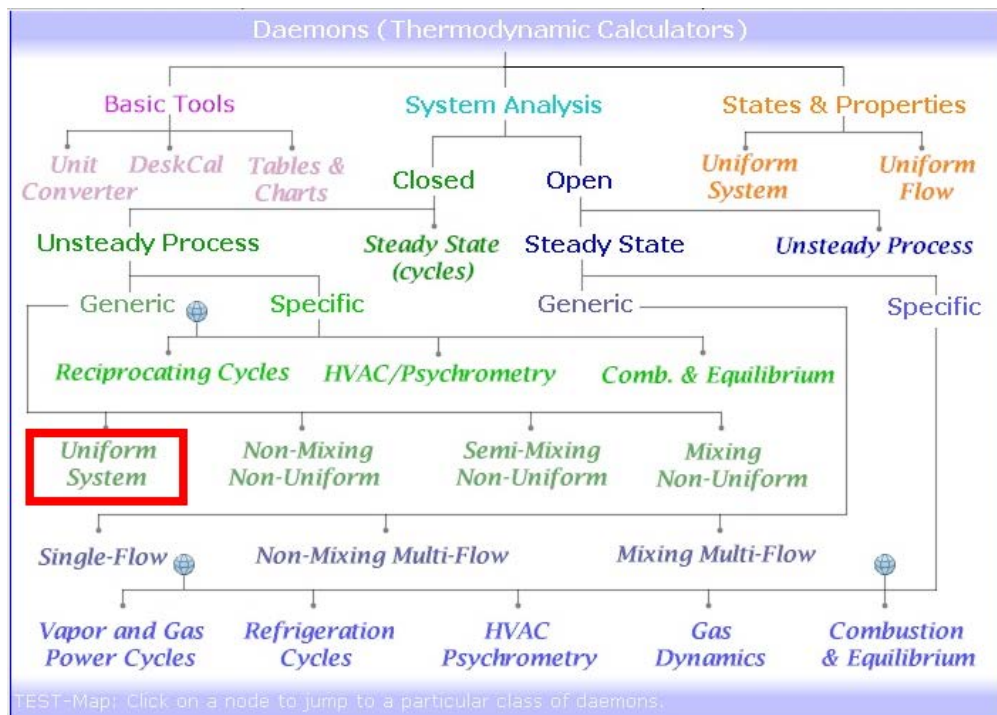 Daemons (Thermodynamic Calculators)
Basic Tools
System Analysis
States & Properties
Unit
Converter
DeskCal
Tables &
Charts
Closed
Open
Uniform
System
Uniform
Flow
Unsteady Process
Steady State
(cycles)
Steady State
Unsteady Process
Generic
Specific
Generic
Specific
Reciprocating Cycles
HVAC/Psychrometry
Comb. & Equilibrium
Uniform
System
Non-Mixing
Non-Uniform
Semi-Mixing
Non-Uniform
Mixing
Non-Uniform
Single-Flow
Non-Mixing Multi-Flow
Mixing Multi-Flow
Vapor and Gas
Power Cycles
Refrigeration
Cycles
HVAC
Psychrometry
Gas
Dynamics
Combustion
& Equilibrium
TEST-Map: Click on a node to jump to a particular class of daemons.